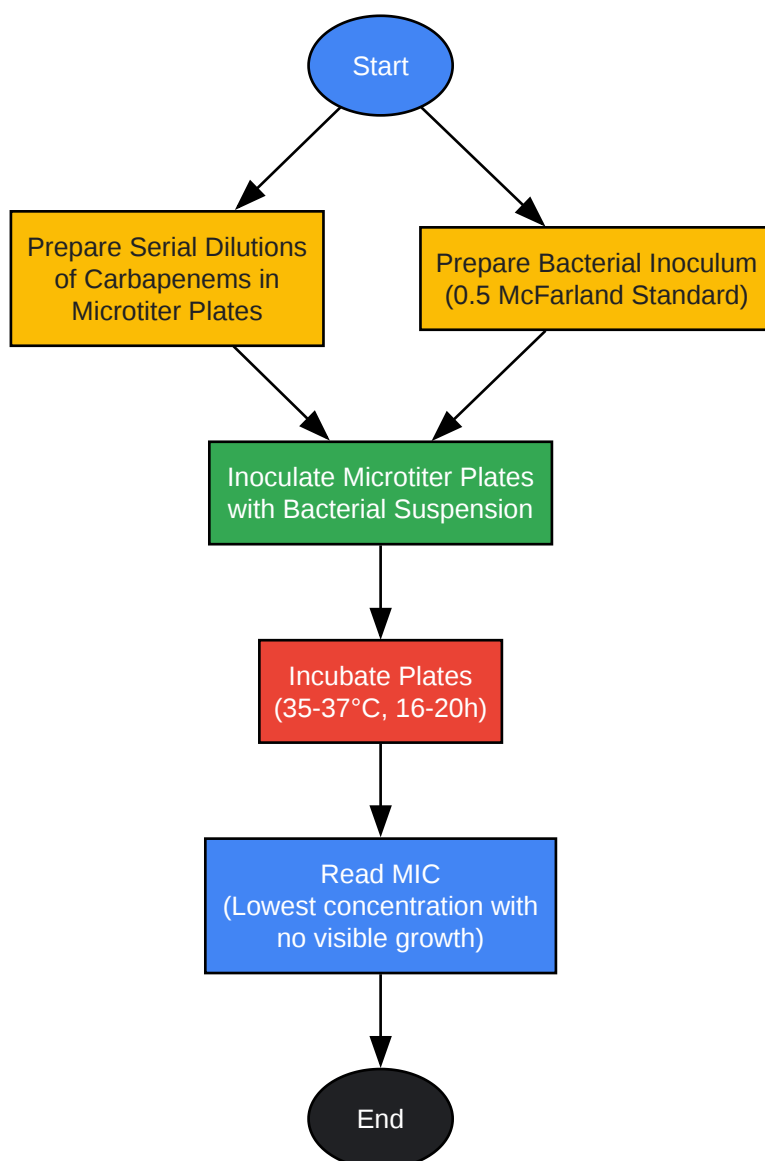 Start
Prepare Serial Dilutions
of Carbapenems in
Microtiter Plates
Prepare Bacterial Inoculum
(0.5 McFarland Standard)
Inoculate Microtiter Plates
with Bacterial Suspension
Incubate Plates
(35-37°C, 16-20h)
Read MIC
(Lowest concentration with
no visible growth)
End